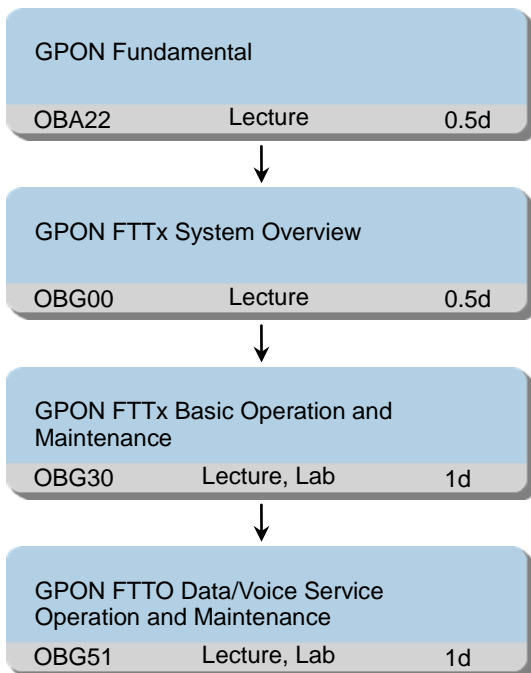 GPON Fundamental
OBA22 Lecture 0.5d
GPON FTTx System Overview
OBG00 Lecture 0.5d
GPON FTTx Basic Operation and
Maintenance
OBG30 Lecture, Lab 1d
GPON FTTO Data/Voice Service
Operation and Maintenance
OBG51 Lecture, Lab 1d